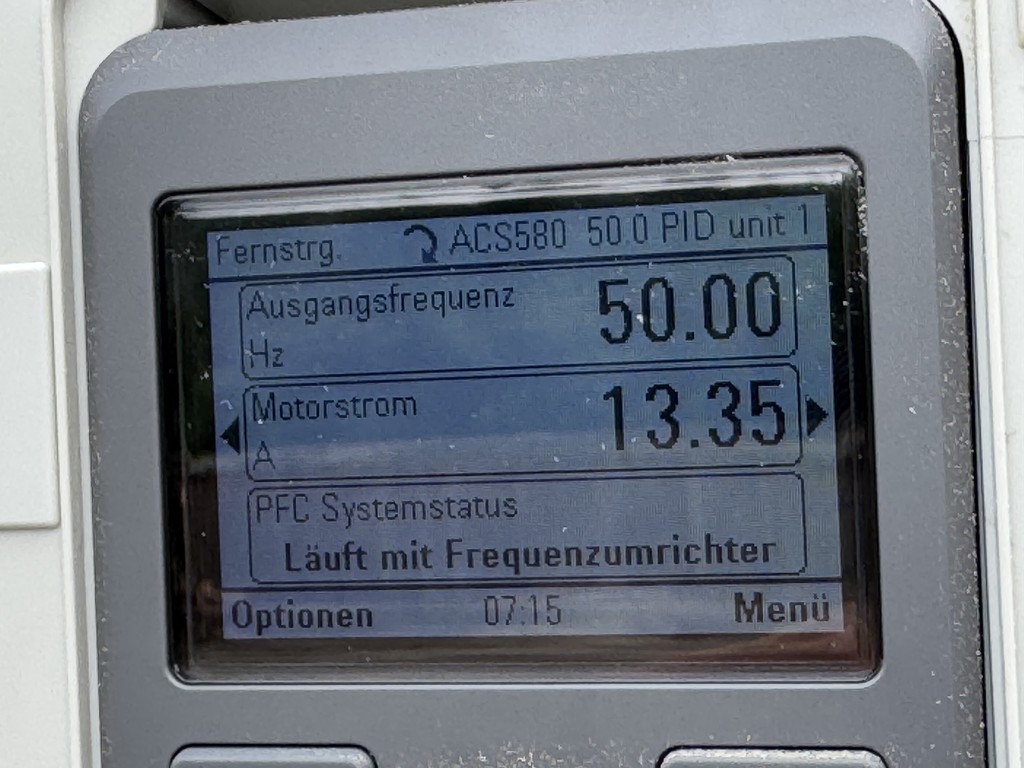 Fernstrg. ACS580 50.0 PID unit 1
Ausgangsfrequenz 50.00
Hz
Motorstrom 13.35
A
PFC Systemstatus
Läuft mit Frequenzumrichter
Optionen 07:15 Menü